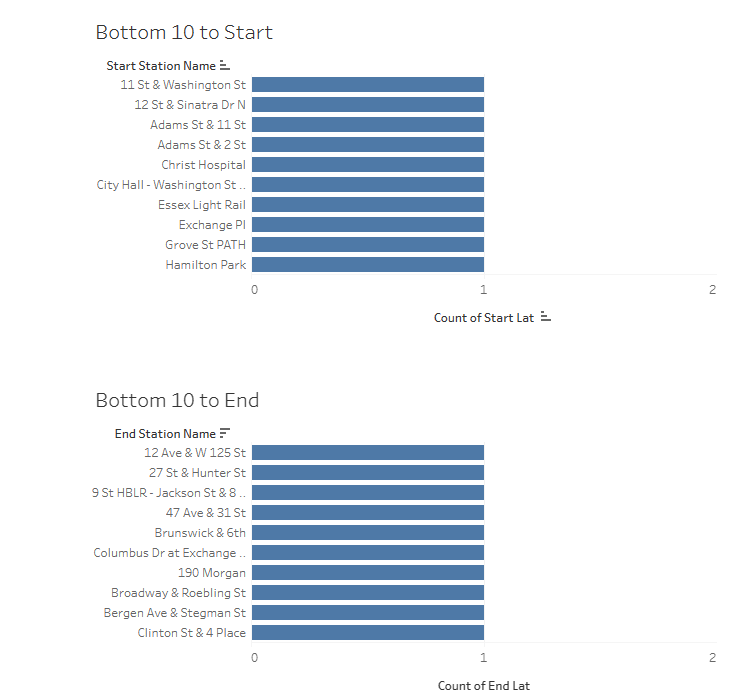 Bottom 10 to Start
Start Station Name
11 St & Washington St
12 St & Sinatra Dr N
Adams St & 11 St
Adams St & 2 St
Christ Hospital
City Hall - Washington St ..
Essex Light Rail
Exchange Pl
Grove St PATH
Hamilton Park
0 1 2
Count of Start Lat
Bottom 10 to End
End Station Name
12 Ave & W 125 St
27 St & Hunter St
9 St HBLR - Jackson St & 8 ..
47 Ave & 31 St
Brunswick & 6th
Columbus Dr at Exchange ..
190 Morgan
Broadway & Roebling St
Bergen Ave & Stegman St
Clinton St & 4 Place
0 1 2
Count of End Lat